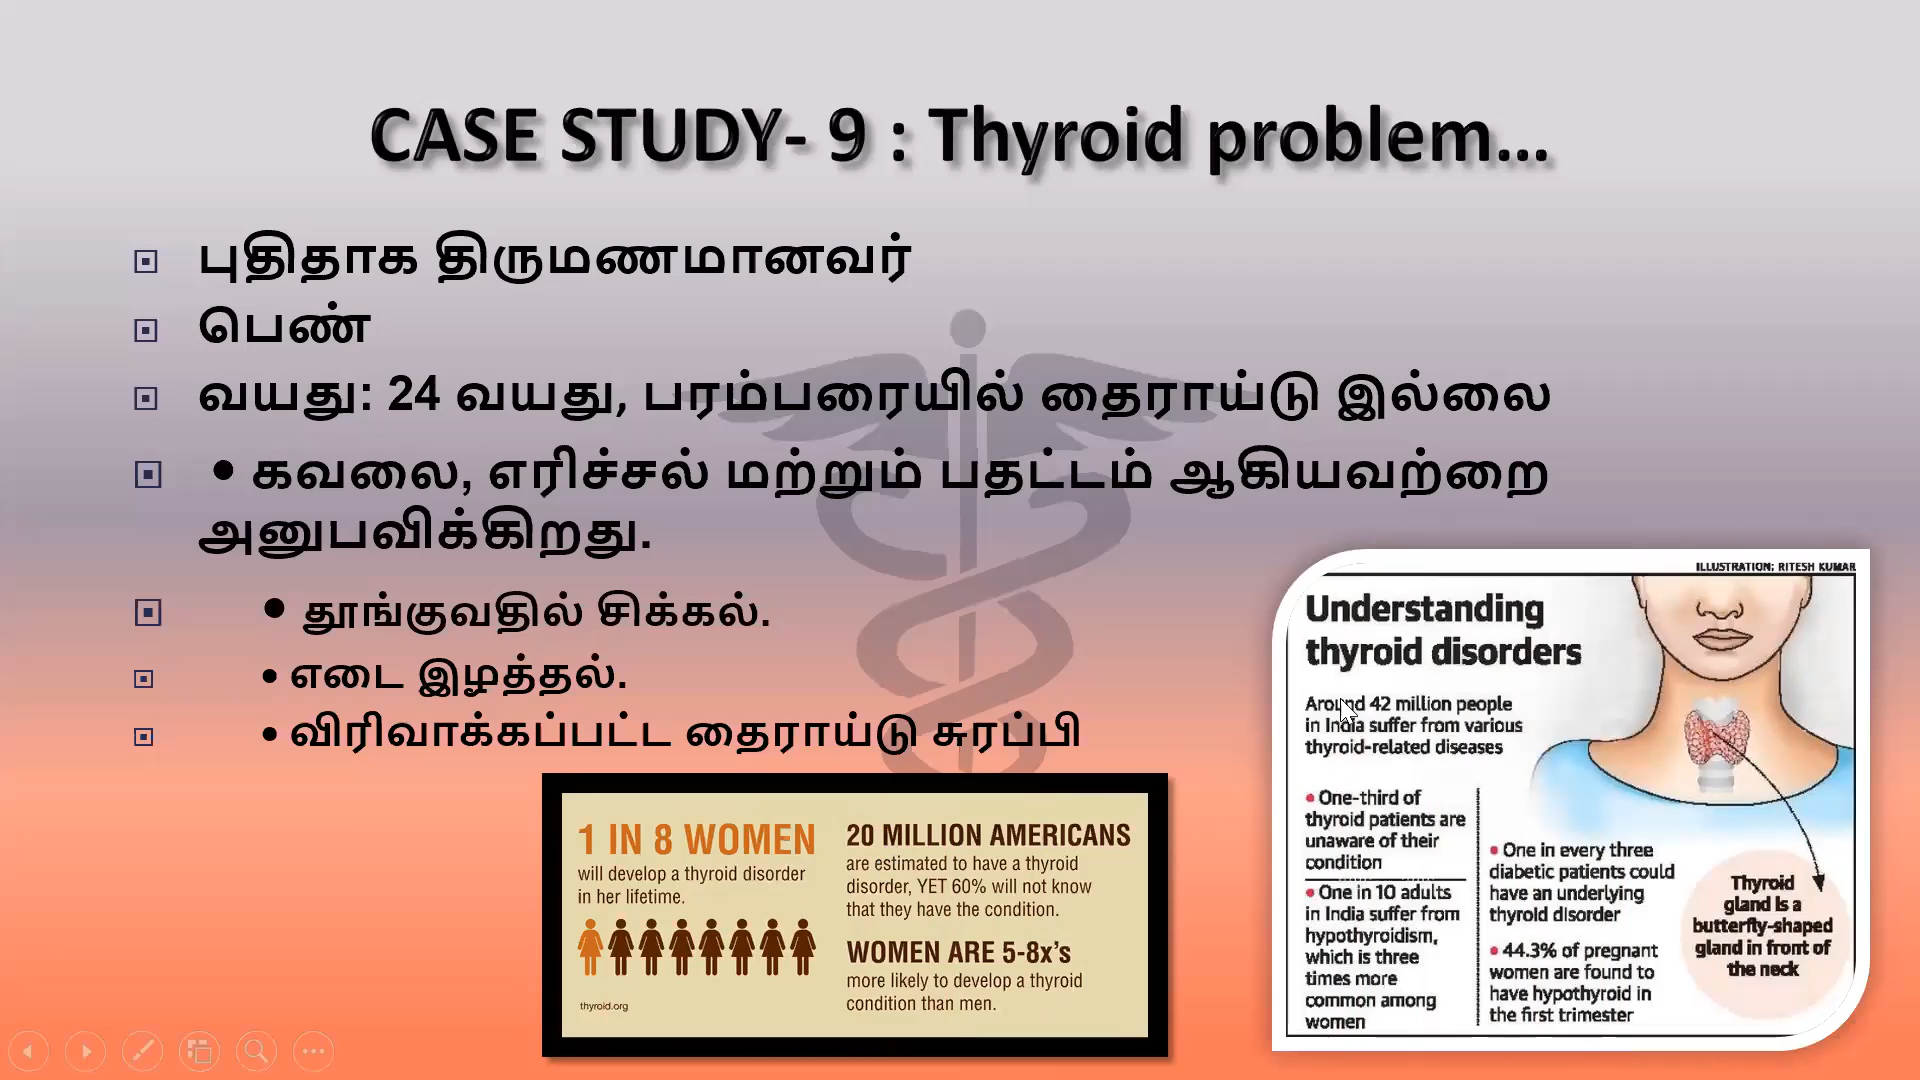 CASE STUDY- 9 : Thyroid problem...
புதிதாக திருமணமானவர்
பெண்
வயது: 24 வயது, பரம்பரையில் தைராய்டு இல்லை
• கவலை, எரிச்சல் மற்றும் பதட்டம் ஆகியவற்றை
அனுபவிக்கிறது.
• தூங்குவதில் சிக்கல்.
• எடை இழத்தல்.
• விரிவாக்கப்பட்ட தைராய்டு சுரப்பி
1 IN 8 WOMEN
will develop a thyroid disorder
in her lifetime.
thyroid.org
20 MILLION AMERICANS
are estimated to have a thyroid
disorder, YET 60% will not know
that they have the condition.
WOMEN ARE 5-8x's
more likely to develop a thyroid
condition than men.
ILLUSTRATION: RITESH KUMAR
Understanding
thyroid disorders
Around 42 million people
in India suffer from various
thyroid-related diseases
• One-third of
thyroid patients are
unaware of their
condition
• One in 10 adults
in India suffer from
hypothyroidism,
which is three
times more
common among
women
• One in every three
diabetic patients could
have an underlying
thyroid disorder
• 44.3% of pregnant
women are found to
have hypothyroid in
the first trimester
Thyroid
gland is a
butterfly-shaped
gland in front of
the neck